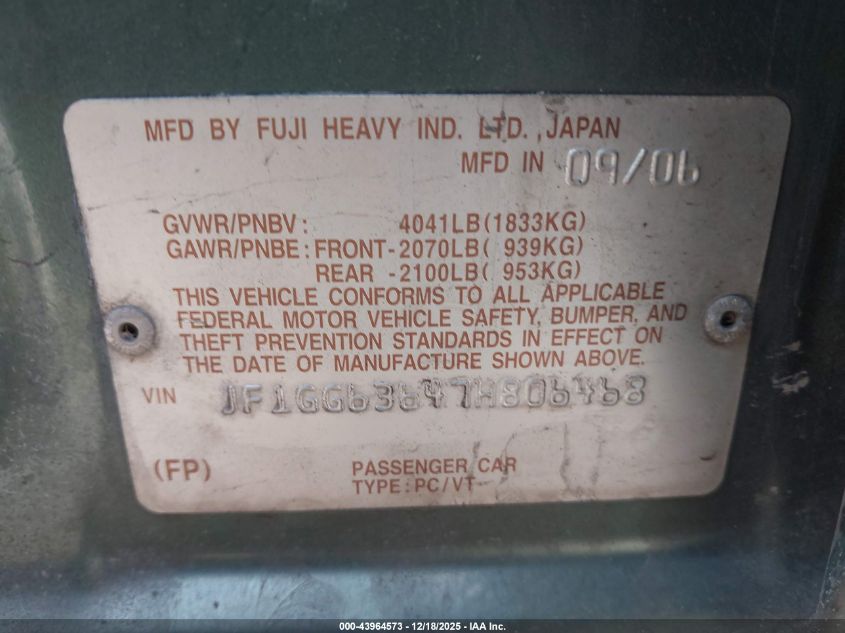 MFD BY FUJI HEAVY IND. LTD.,JAPAN
MFD IN 09/06
GVWR/PNBV: 4041LB(1833KG)
GAWR/PNBE:FRONT-2070LB( 939KG)
REAR -2100LB( 953KG)
THIS VEHICLE CONFORMS TO ALL APPLICABLE
FEDERAL MOTOR VEHICLE SAFETY, BUMPER, AND
THEFT PREVENTION STANDARDS IN EFFECT ON
THE DATE OF MANUFACTURE SHOWN ABOVE.
VIN JF1GG63647H806468
(FP) PASSENGER CAR
TYPE:PC/VT
000-43964573 - 12/18/2025 - IAA Inc.